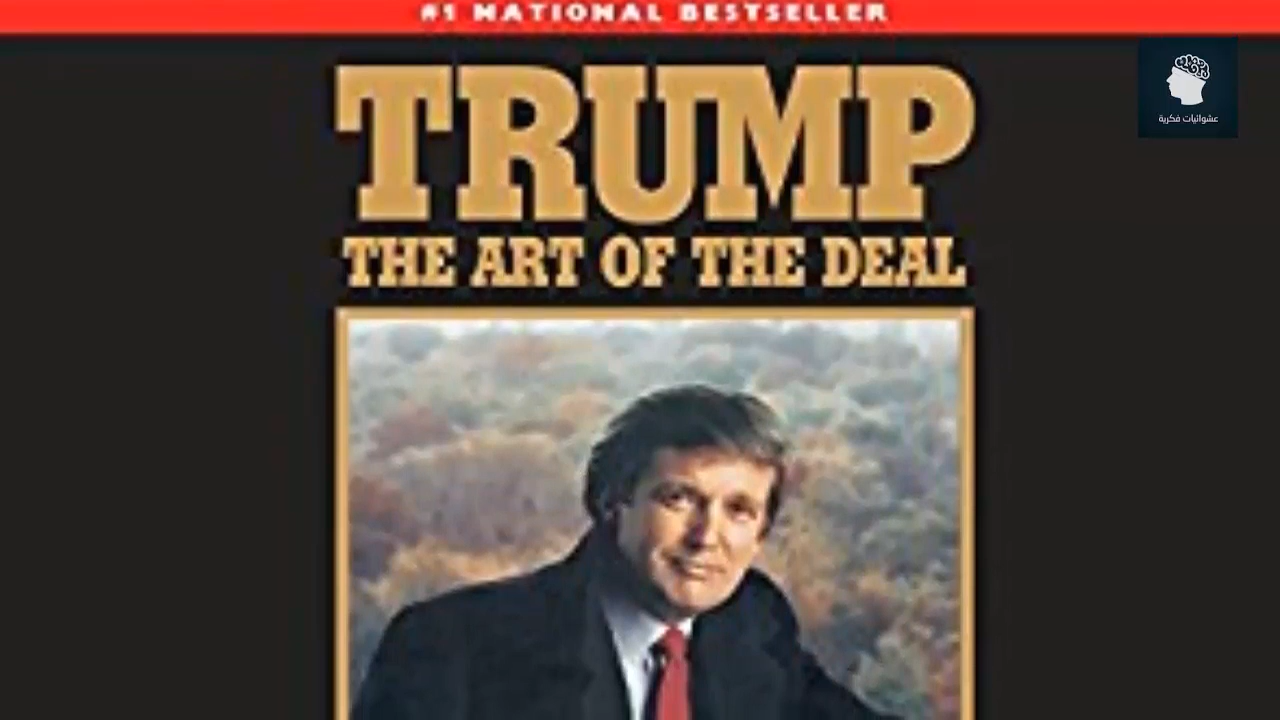 #1 NATIONAL BESTSELLER
TRUMP
THE ART OF THE DEAL
عشوائيات فكرية